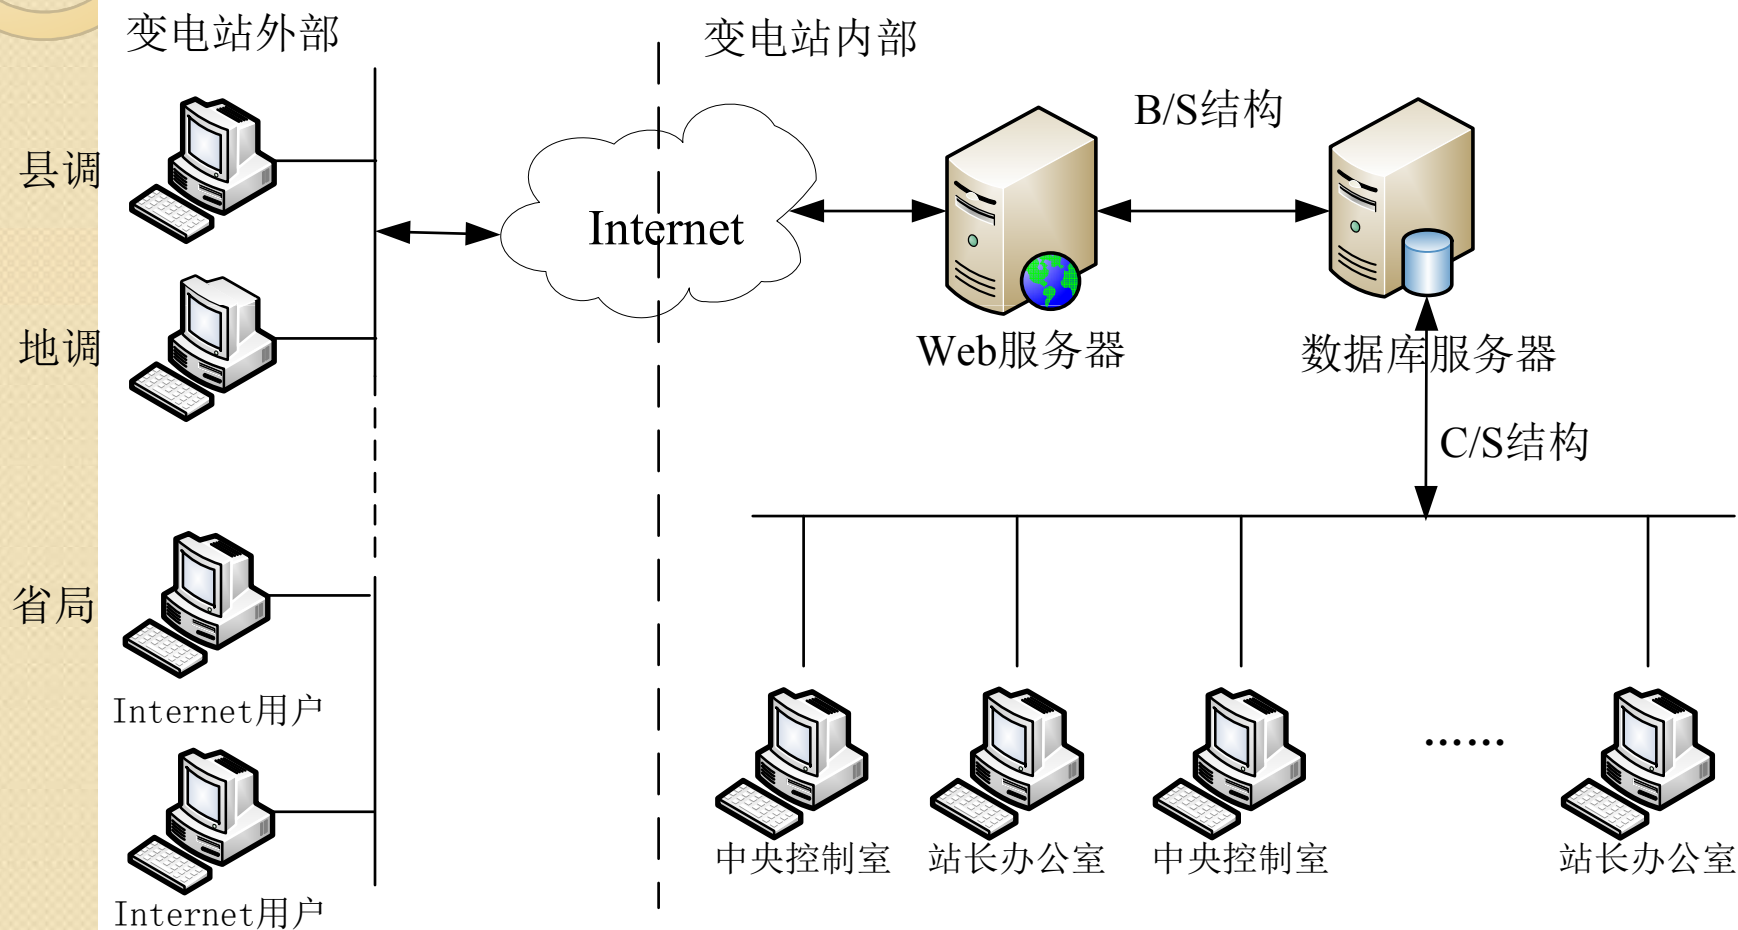 变电站外部
变电站内部
B/S结构
县调
Internet
地调
Web服务器
数据库服务器
C/S结构
省局
Internet用户
……
中央控制室
站长办公室
中央控制室
站长办公室
Internet用户